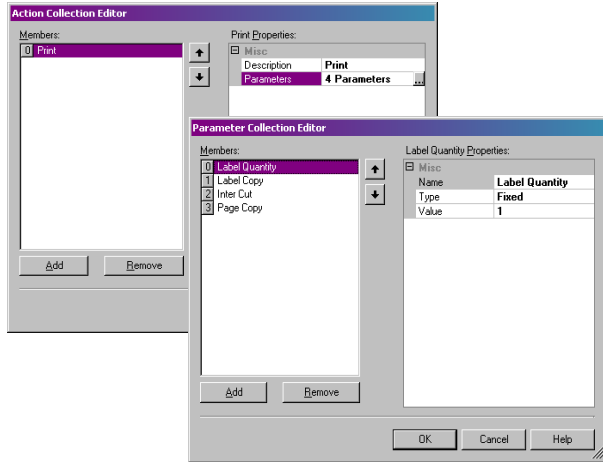 Action Collection Editor
Members:
0 Print
Print Properties:
Misc
Description Print
Parameters 4 Parameters ...
Add Remove
Parameter Collection Editor
Members:
0 Label Quantity
1 Label Copy
2 Inter Cut
3 Page Copy
Label Quantity Properties:
Misc
Name Label Quantity
Type Fixed
Value 1
Add Remove
OK Cancel Help